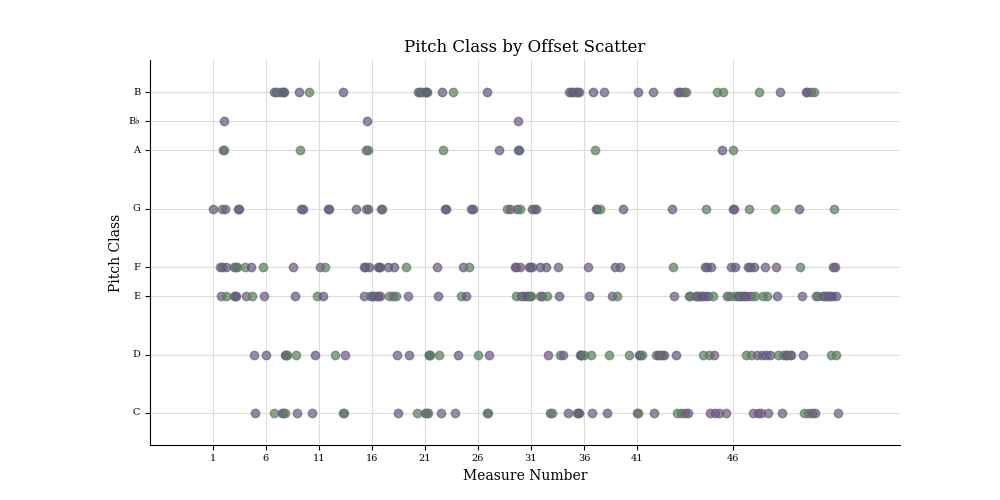 Pitch Class by Offset Scatter
B
B♭
A
G
F
E
D
C
Pitch Class
1 6 11 16 21 26 31 36 41 46
Measure Number